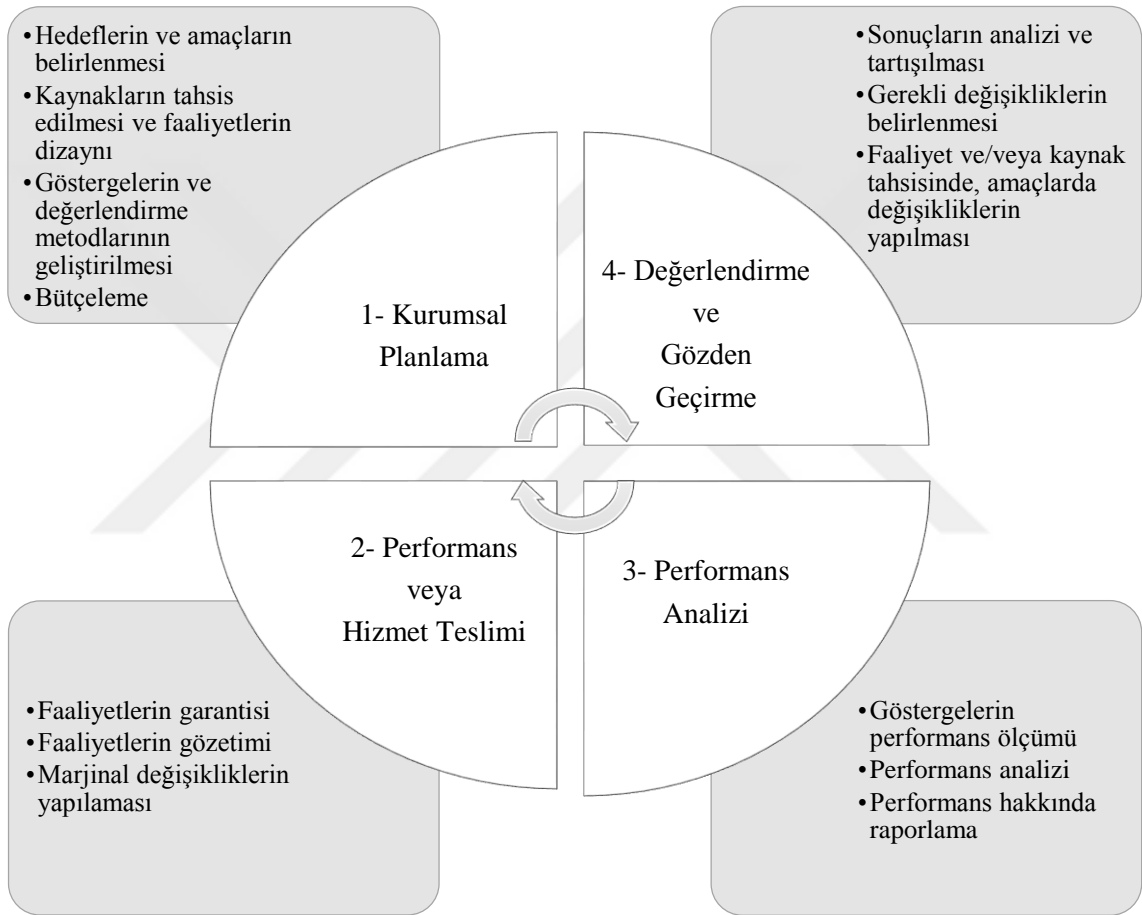 •Hedeflerin ve amaçların
belirlenmesi
•Kaynakların tahsis
edilmesi ve faaliyetlerin
dizaynı
•Göstergelerin ve
değerlendirme
metodlarının
geliştirilmesi
•Bütçeleme
1- Kurumsal
Planlama
•Sonuçların analizi ve
tartışılması
•Gerekli değişikliklerin
belirlenmesi
•Faaliyet ve/veya kaynak
tahsisinde, amaçlarda
değişikliklerin
yapılması
4- Değerlendirme
ve
Gözden
Geçirme
2- Performans
veya
Hizmet Teslimi
•Faaliyetlerin garantisi
•Faaliyetlerin gözetimi
•Marjinal değişikliklerin
yapılaması
3- Performans
Analizi
•Göstergelerin
performans ölçümü
•Performans analizi
•Performans hakkında
raporlama